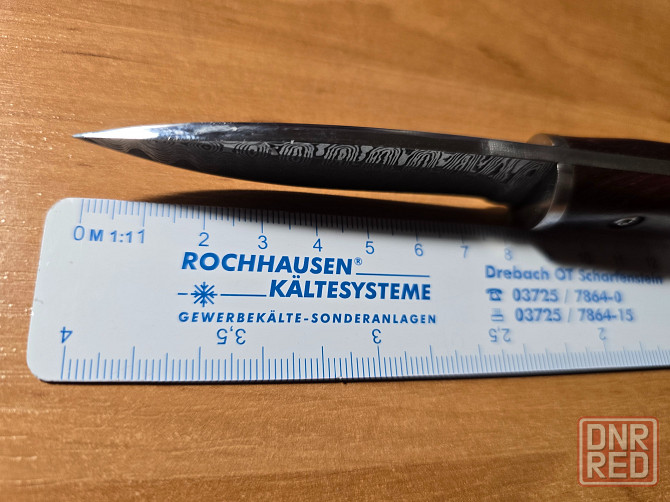 0 M 1:1 1 2 3 4 5 6 7 8
ROCHHAUSEN®
KÄLTESYSTEME
GEWERBEKÄLTE-SONDERANLAGEN
Drebach OT Scharfenstein
☎ 03725 / 7864-0
03725 / 7864-15
4 3,5 3 2,5 2
DNR
RED